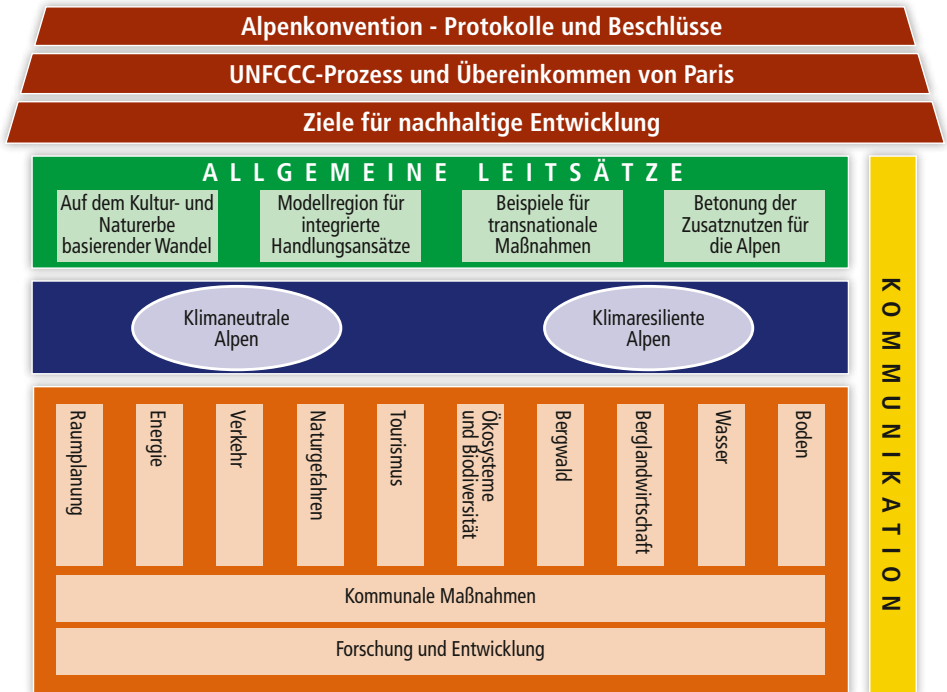 Alpenkonvention - Protokolle und Beschlüsse
UNFCCC-Prozess und Übereinkommen von Paris
Ziele für nachhaltige Entwicklung
ALLGEMEINE LEITSÄTZE
Auf dem Kultur- und
Naturerbe
basierender Wandel
Modellregion für
integrierte
Handlungsansätze
Beispiele für
transnationale
Maßnahmen
Betonung der
Zusatznutzen für
die Alpen
Klimaneutrale
Alpen
Klimaresiliente
Alpen
Raumplanung
Energie
Verkehr
Naturgefahren
Tourismus
Ökosysteme
und Biodiversität
Bergwald
Berglandwirtschaft
Wasser
Boden
Kommunale Maßnahmen
Forschung und Entwicklung
KOMMUNIKATION